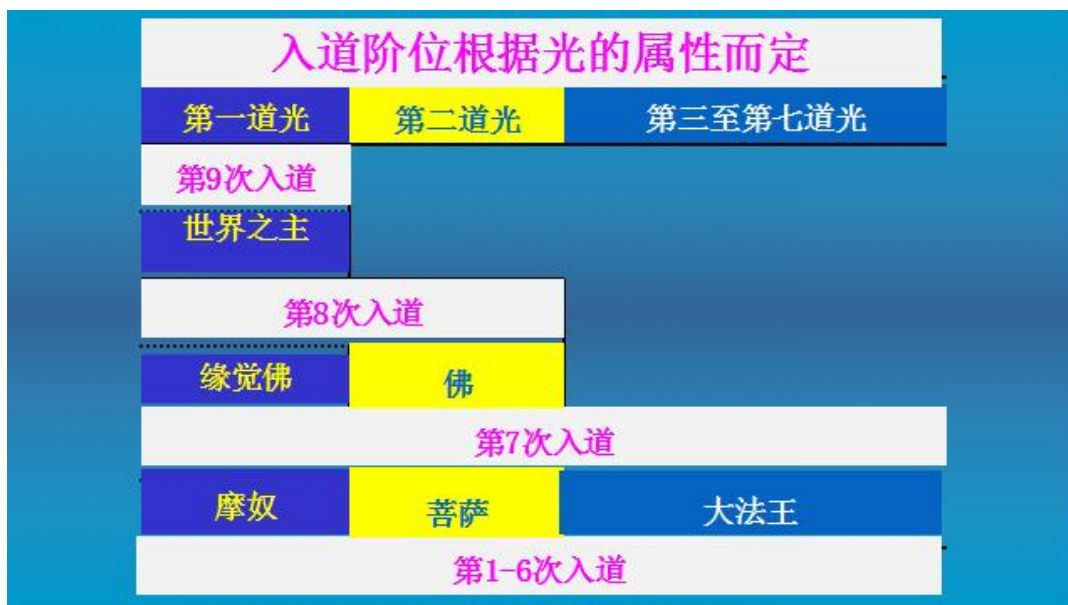 入道阶位根据光的属性而定
第一道光 第二道光 第三至第七道光
第9次入道
世界之主
第8次入道
缘觉佛 佛
第7次入道
摩奴 菩萨 大法王
第1-6次入道